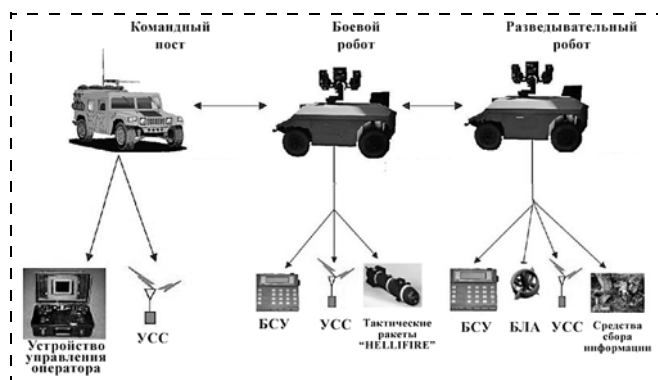 Командный
пост
Боевой
робот
Разведывательный
робот
Устройство
управления
оператора
УСС
БСУ
УСС
Тактические
ракеты
“HELLIFIRE”
БСУ
БЛА
УСС
Средства
сбора
информации